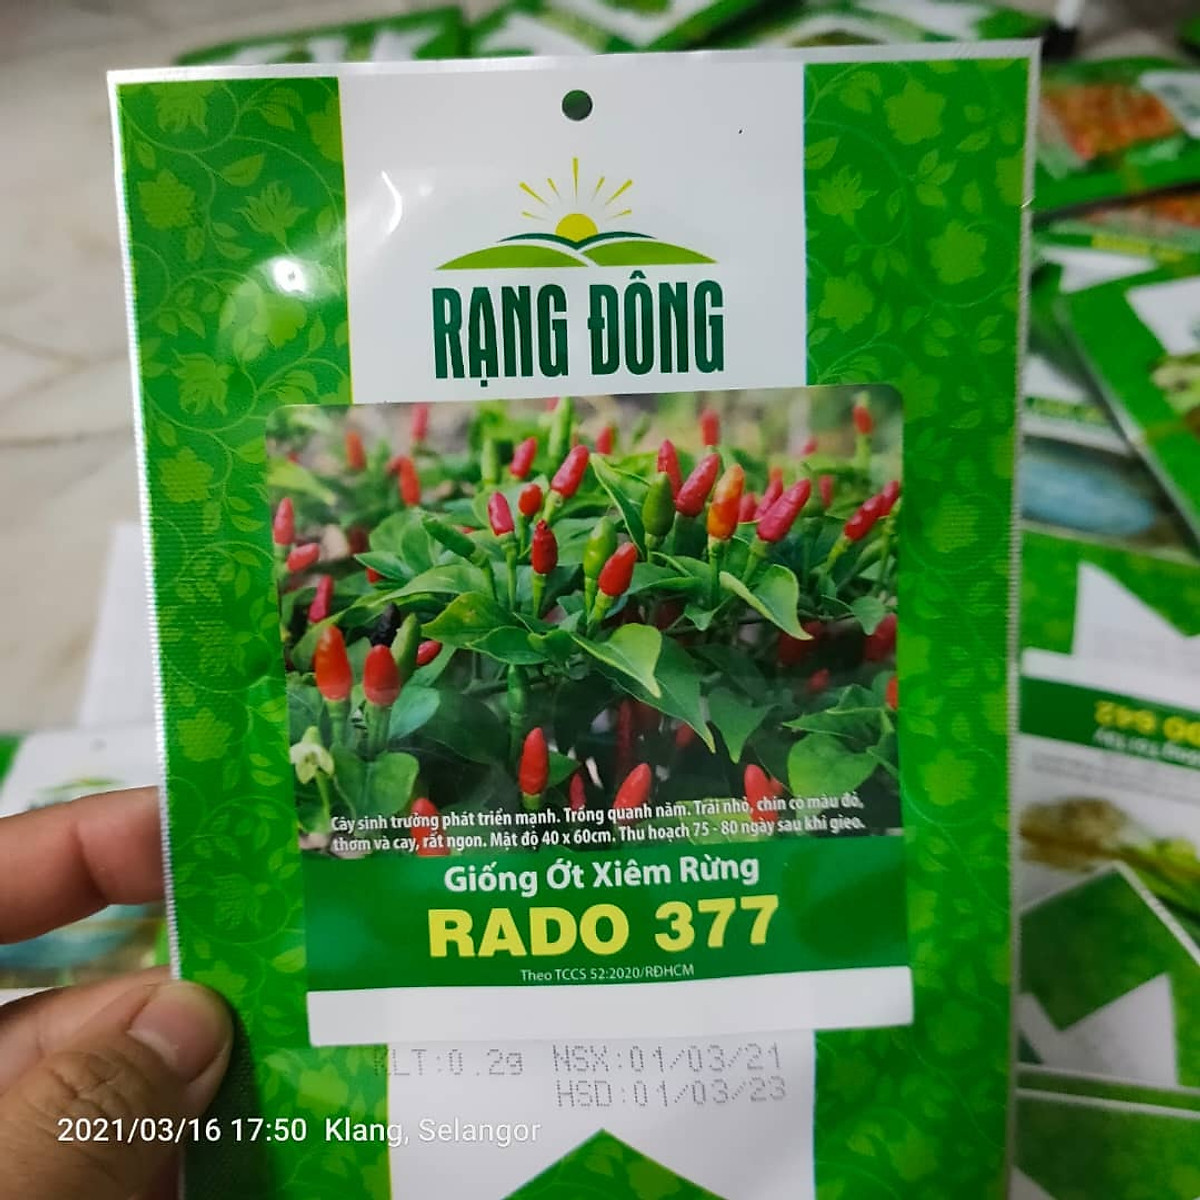 RẠNG ĐÔNG
Cây sinh trưởng phát triển mạnh. Trồng quanh năm. Trái nhỏ, chín có màu đỏ,
thơm và cay, rất ngon. Mật độ 40 x 60cm. Thu hoạch 75 - 80 ngày sau khi gieo.
Giống Ớt Xiêm Rừng
RADO 377
Theo TCCS 52:2020/RĐHCM
KLT:0.2g NSX:01/03/21
HSD:01/03/23
2021/03/16 17:50 Klang, Selangor